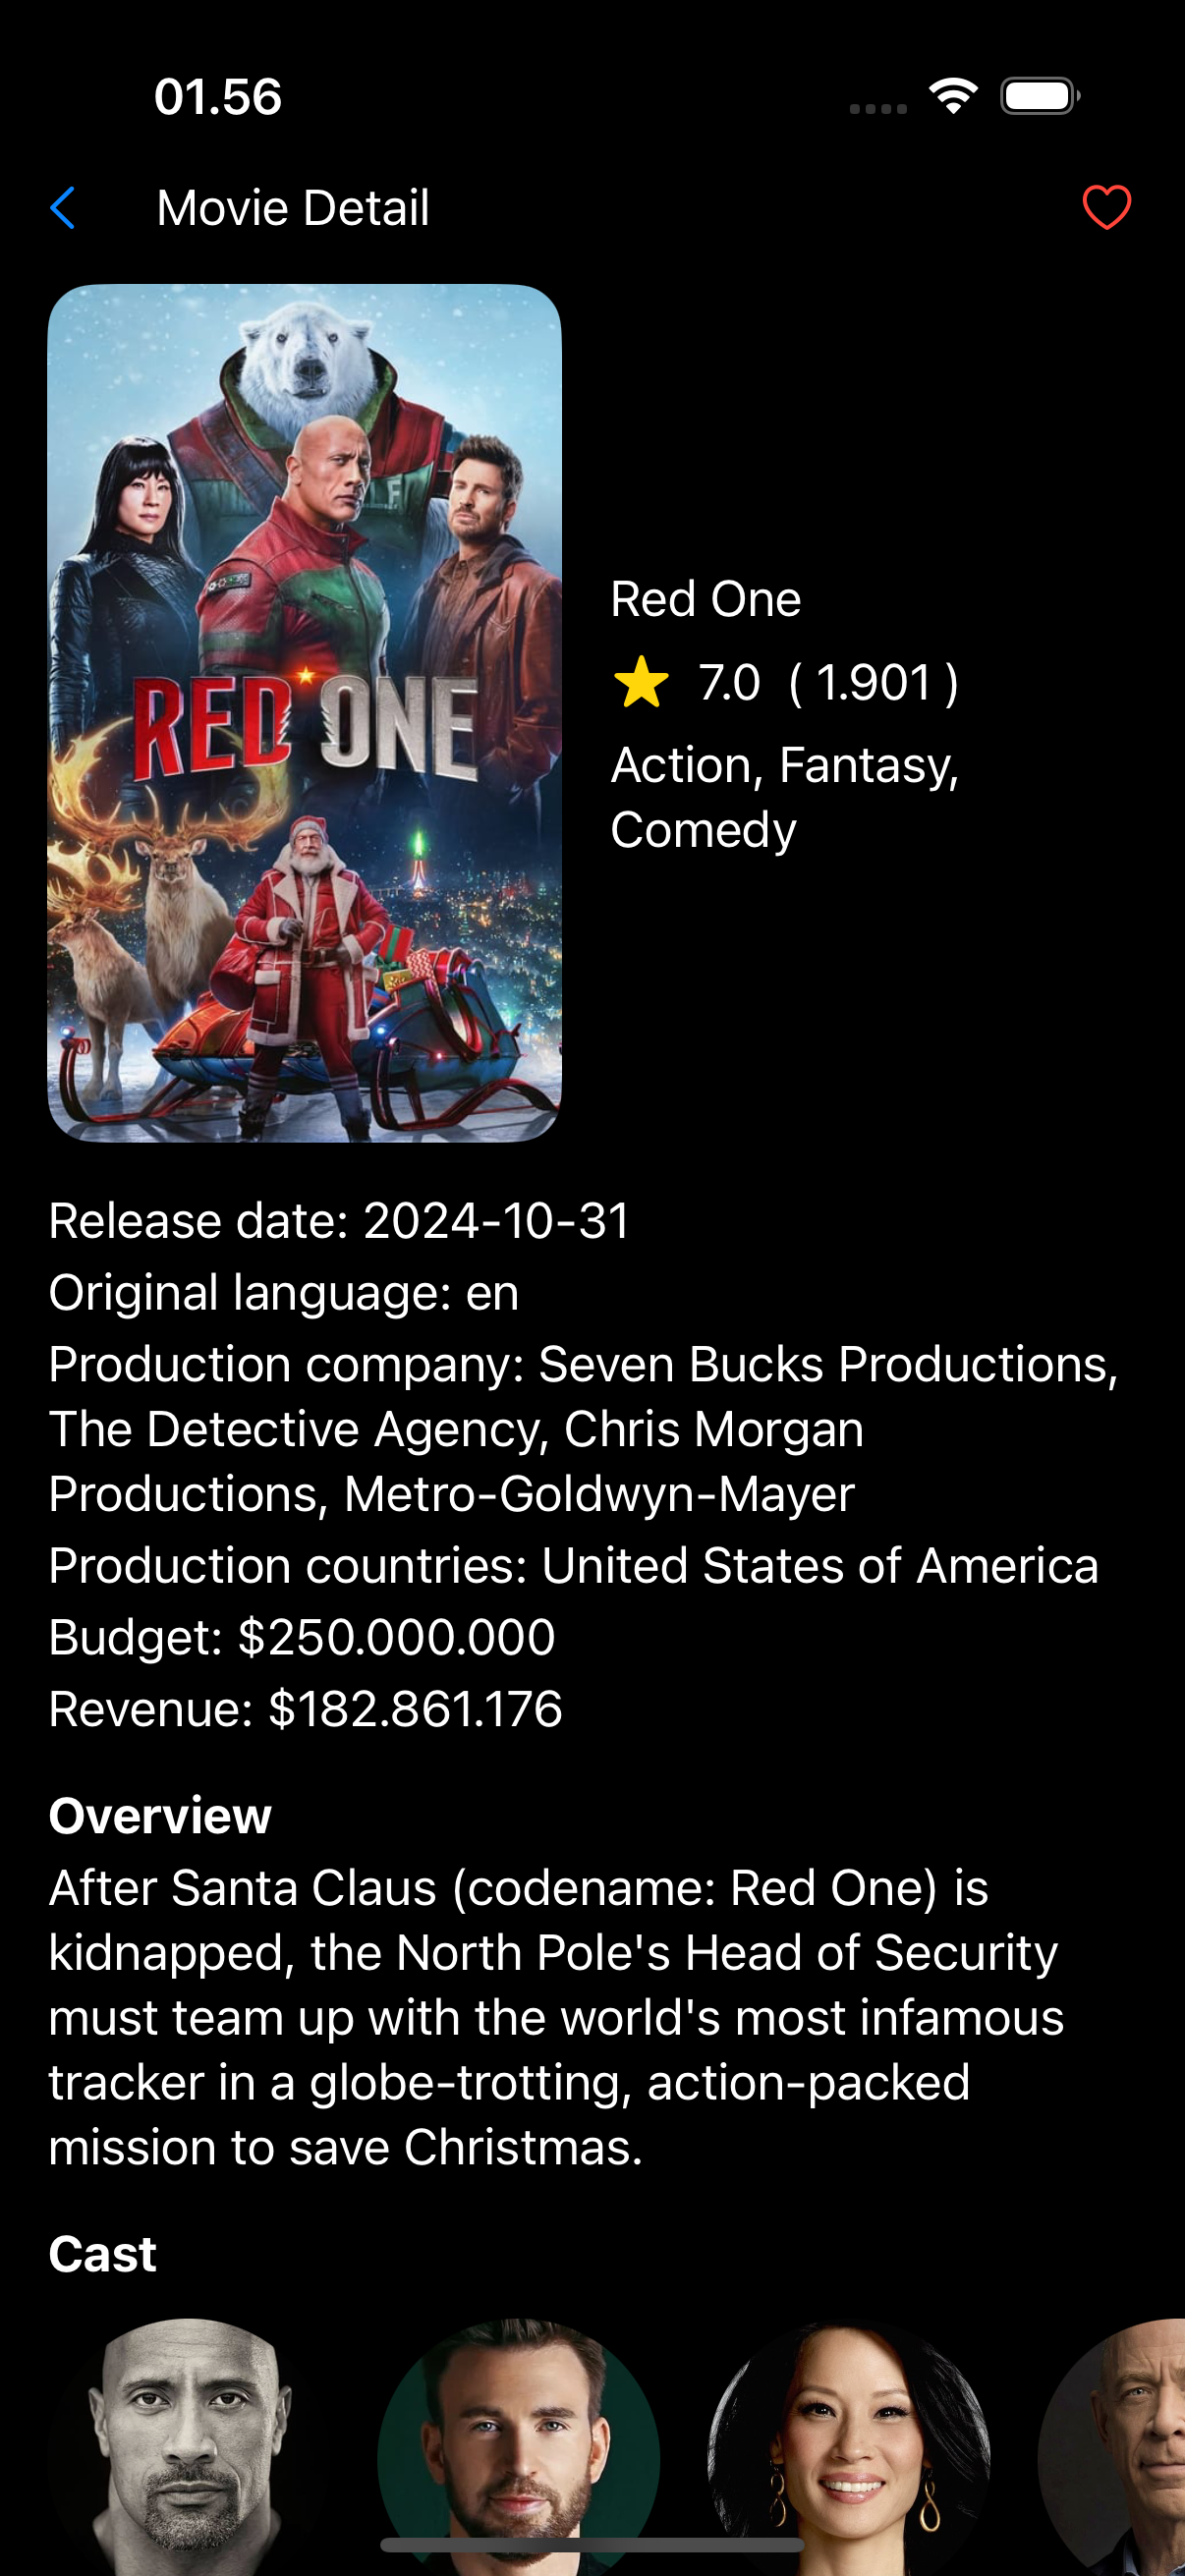 01.56
Movie Detail
RED ONE
Red One
7.0 ( 1.901 )
Action, Fantasy,
Comedy
Release date: 2024-10-31
Original language: en
Production company: Seven Bucks Productions,
The Detective Agency, Chris Morgan
Productions, Metro-Goldwyn-Mayer
Production countries: United States of America
Budget: $250.000.000
Revenue: $182.861.176
Overview
After Santa Claus (codename: Red One) is
kidnapped, the North Pole's Head of Security
must team up with the world's most infamous
tracker in a globe-trotting, action-packed
mission to save Christmas.
Cast